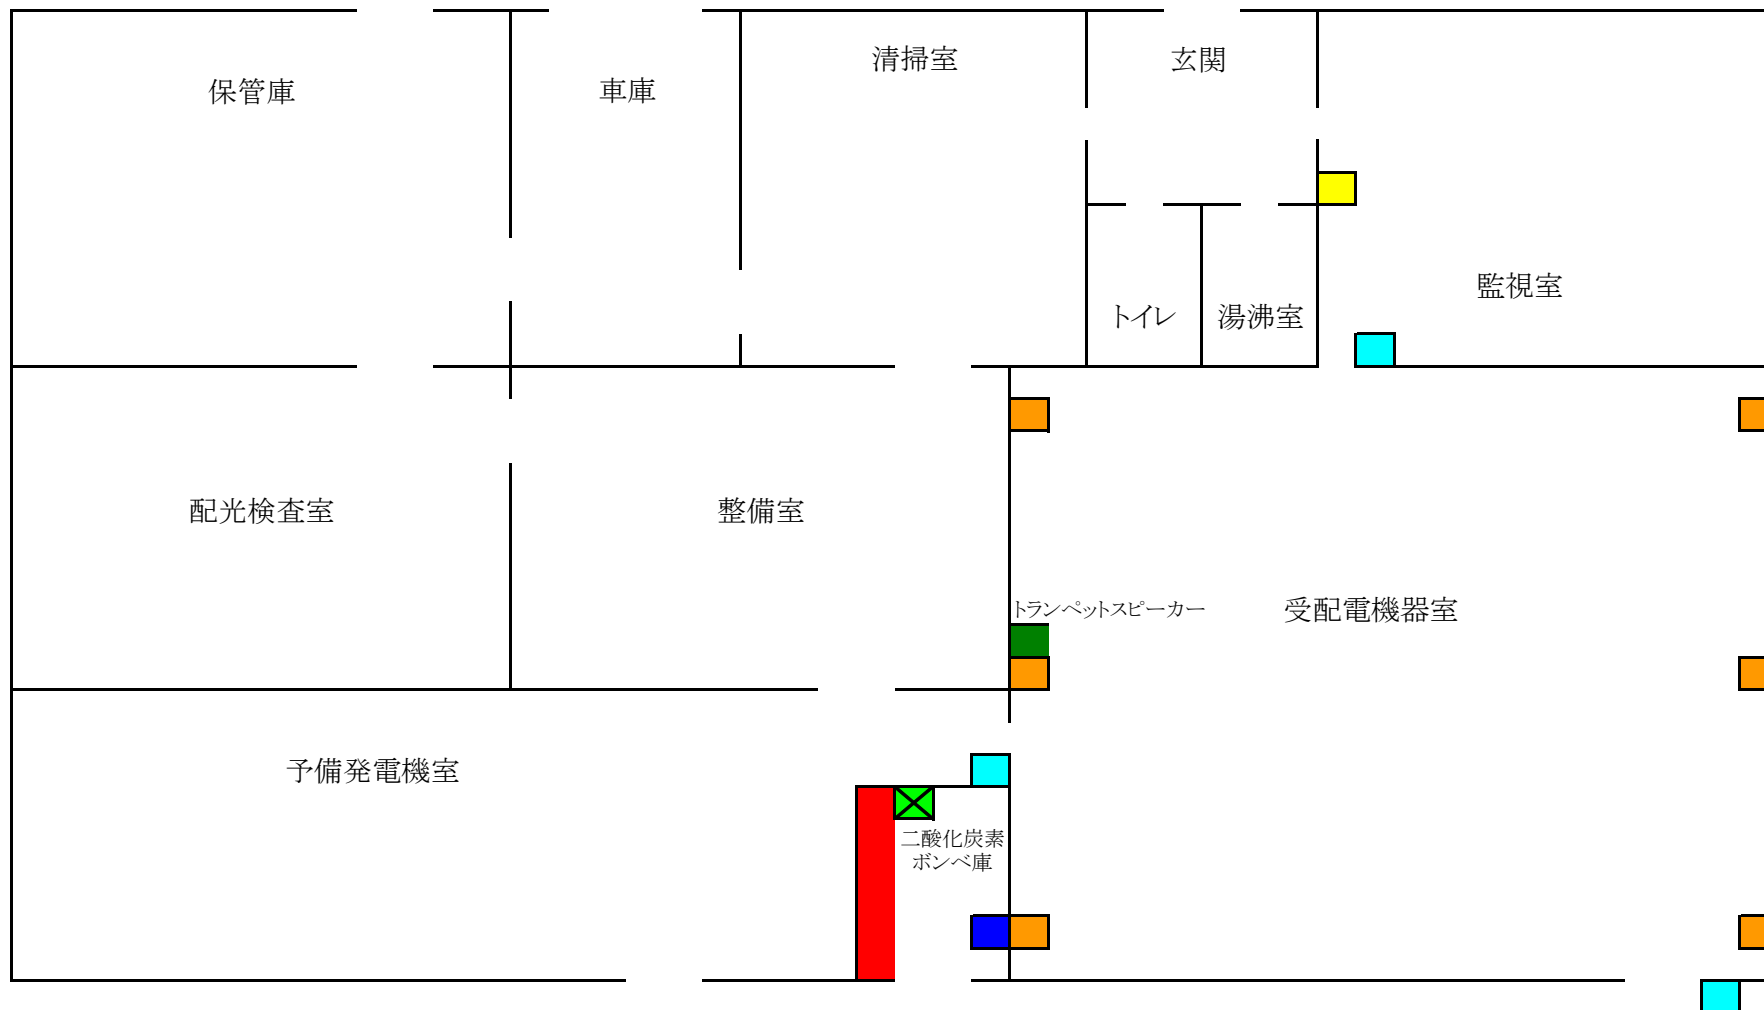 保管庫
車庫
清掃室
玄関
トイレ
湯沸室
監視室
配光検査室
整備室
トランペットスピーカー
受配電機器室
予備発電機室
二酸化炭素
ボンベ庫